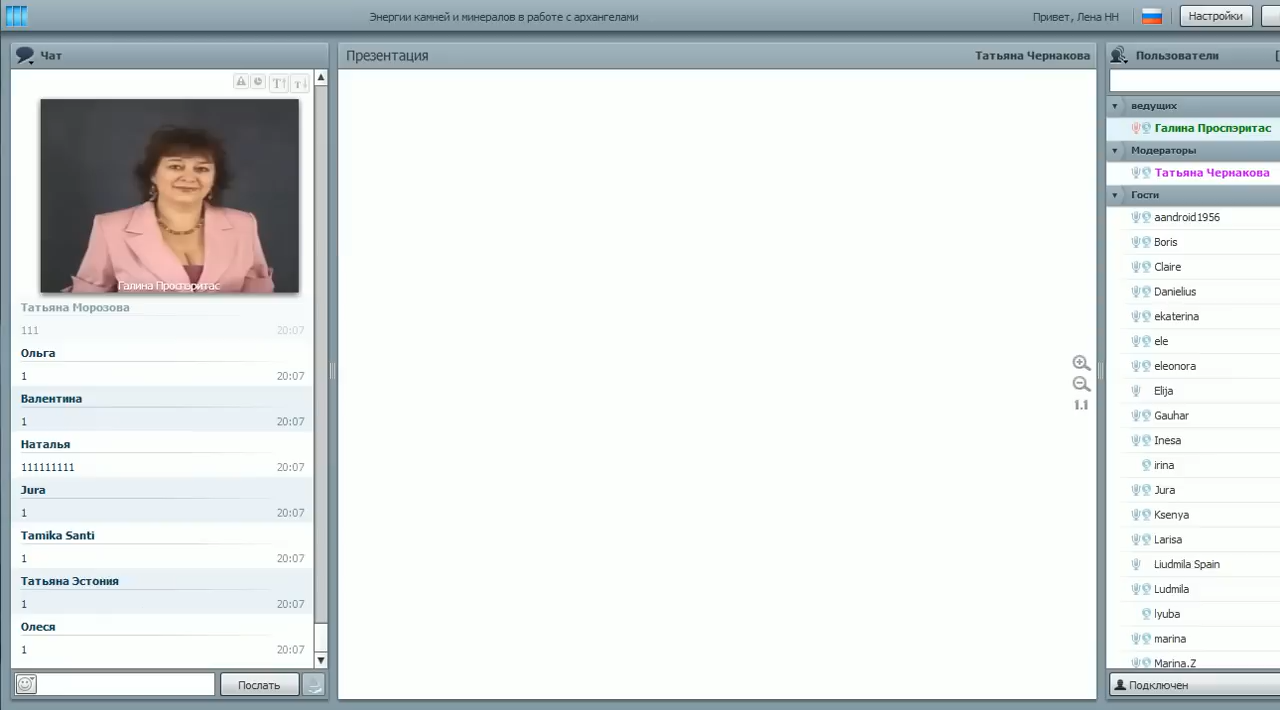 Энергии камней и минералов в работе с архангелами
Привет, Лена НН
Настройки
Чат
T↑ T↓
Галина Проспэритас
Татьяна Морозова
111 20:07
Ольга
1 20:07
Валентина
1 20:07
Наталья
111111111 20:07
Jura
1 20:07
Tamika Santi
1 20:07
Татьяна Эстония
1 20:07
Олеся
1 20:07
Послать
Презентация
Татьяна Чернакова
1.1
Пользователи
ведущих
Галина Проспэритас
Модераторы
Татьяна Чернакова
Гости
aandroid1956
Boris
Claire
Danielius
ekaterina
ele
eleonora
Elija
Gauhar
Inesa
irina
Jura
Ksenya
Larisa
Liudmila Spain
Ludmila
lyuba
marina
Marina.Z
Подключен